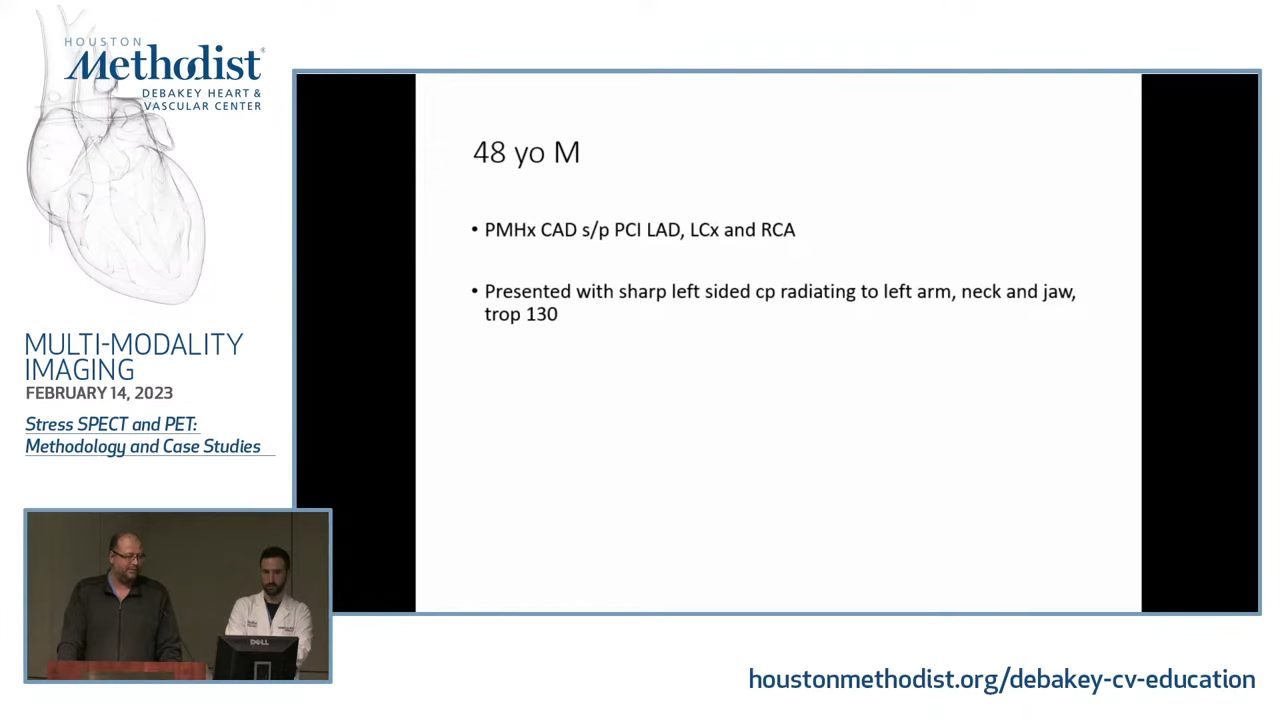 HOUSTON
Methodist®
DEBAKEY HEART &
VASCULAR CENTER
MULTI-MODALITY
IMAGING
FEBRUARY 14, 2023
Stress SPECT and PET:
Methodology and Case Studies
48 yo M
• PMHx CAD s/p PCI LAD, LCx and RCA
• Presented with sharp left sided cp radiating to left arm, neck and jaw,
trop 130
DELL
houstonmethodist.org/debakey-cv-education